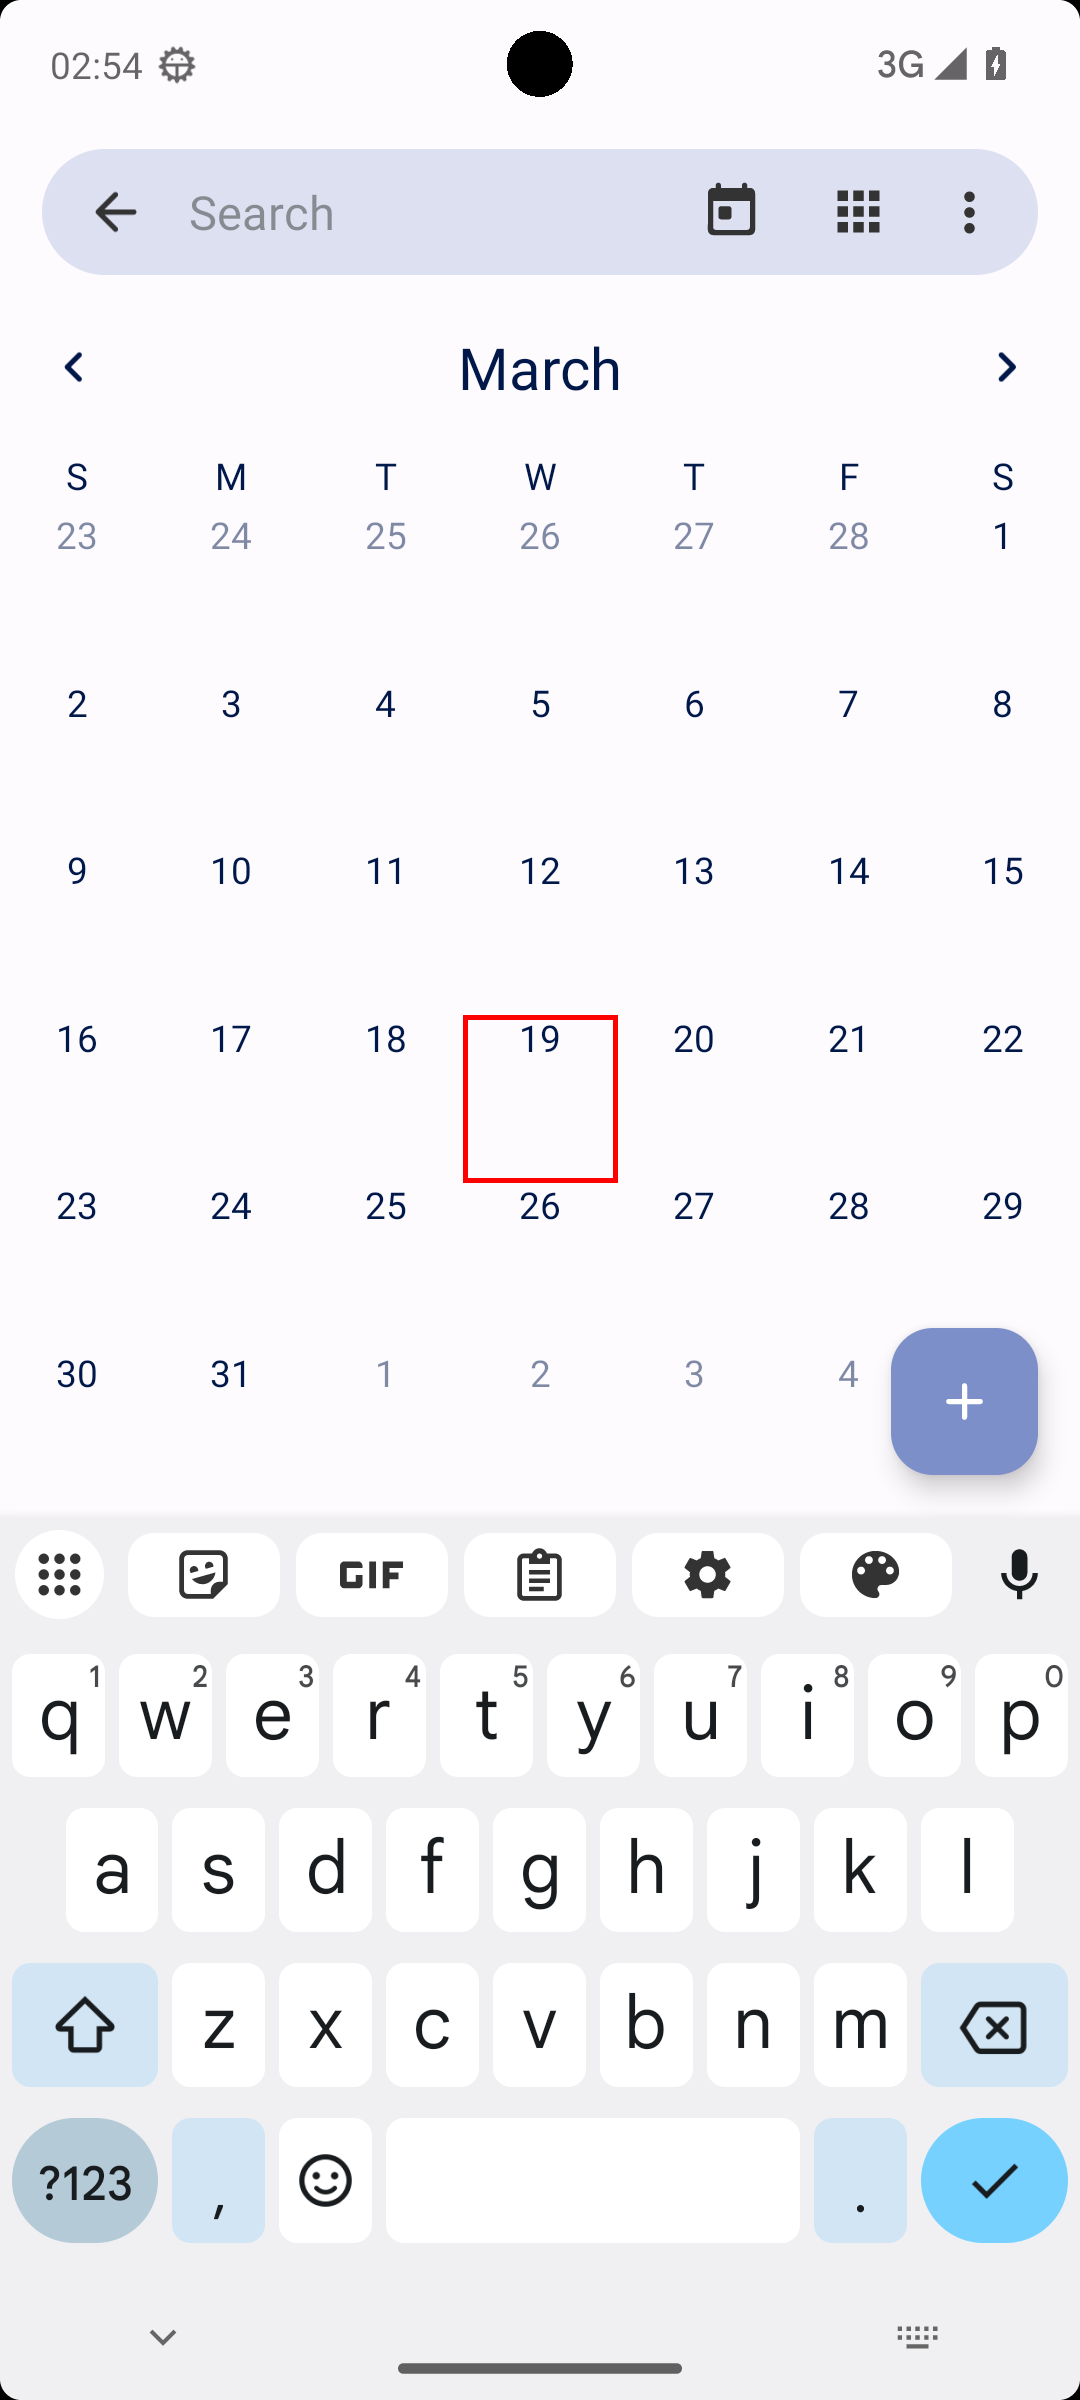 02:54
3G
Search
March
S M T W T F S
23 24 25 26 27 28 1
2 3 4 5 6 7 8
9 10 11 12 13 14 15
16 17 18 19 20 21 22
23 24 25 26 27 28 29
30 31 1 2 3 4
GIF
q 1 w 2 e 3 r 4 t 5 y 6 u 7 i 8 o 9 p 0
a s d f g h j k l
z x c v b n m
?123 , .